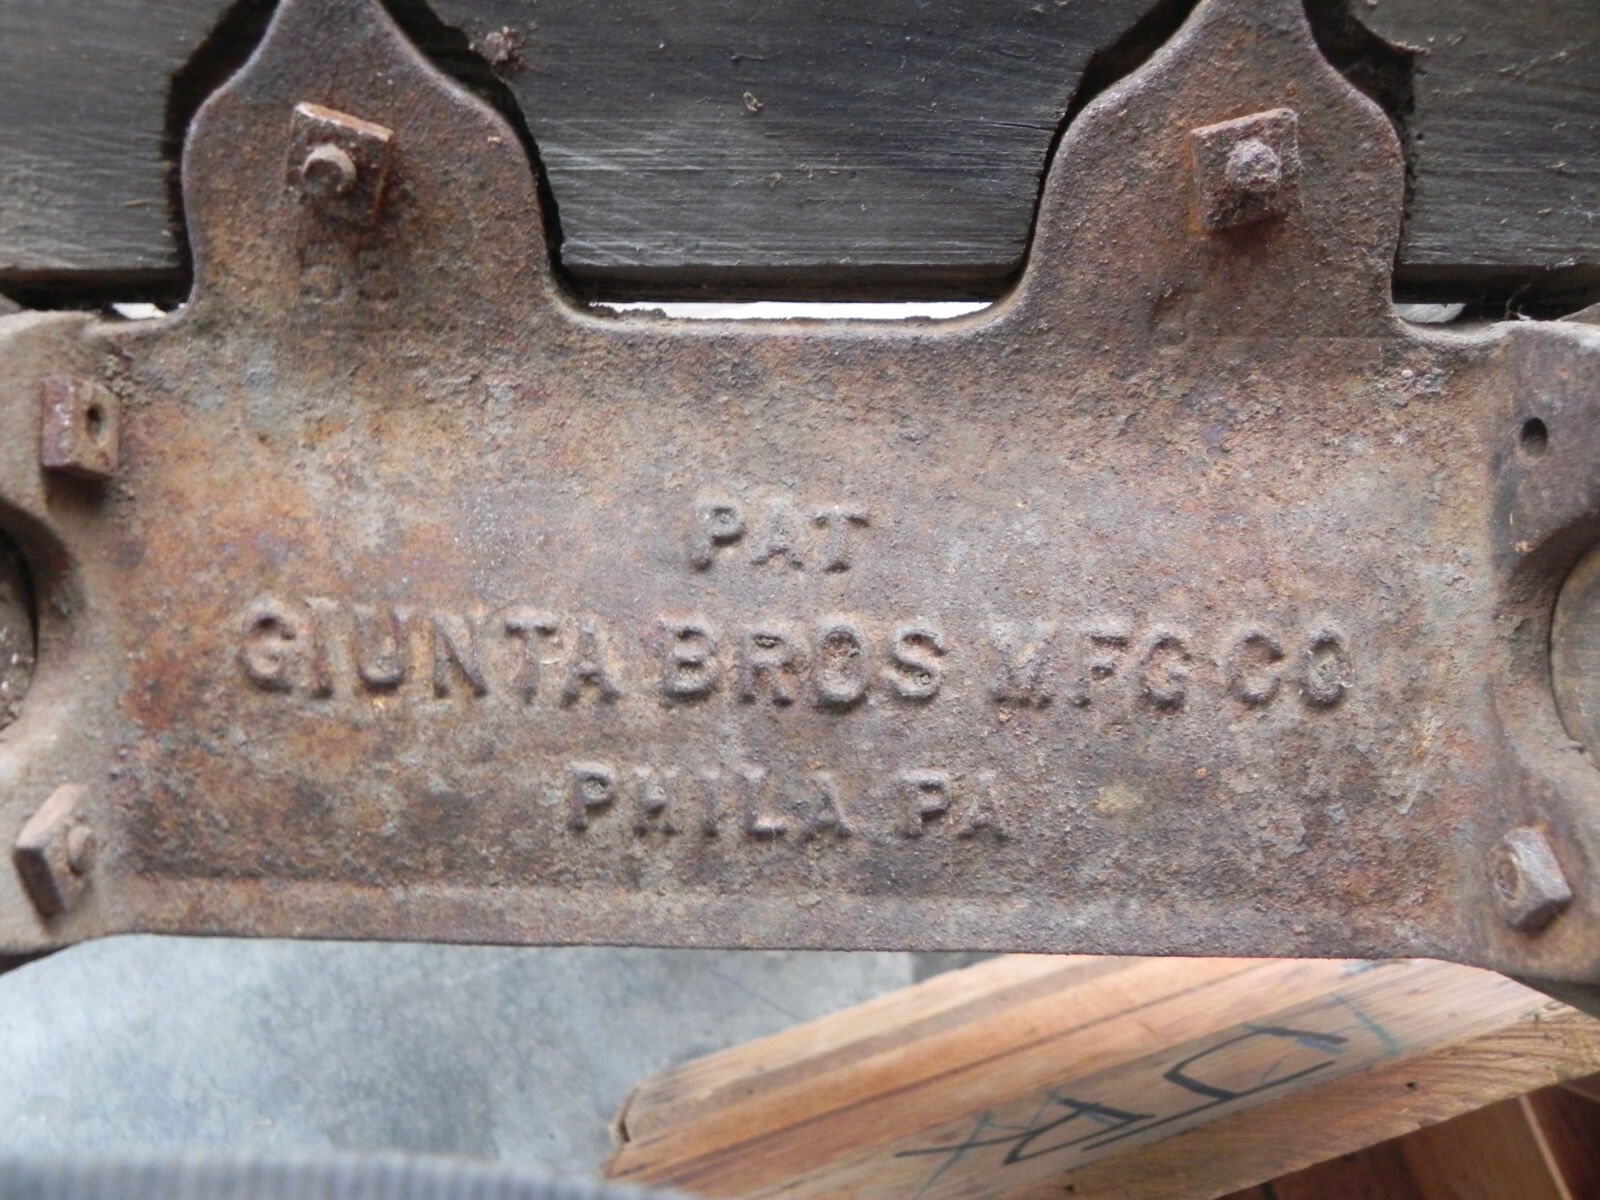 PAT
GIUNTA BROS MFG CO
PHILA PA